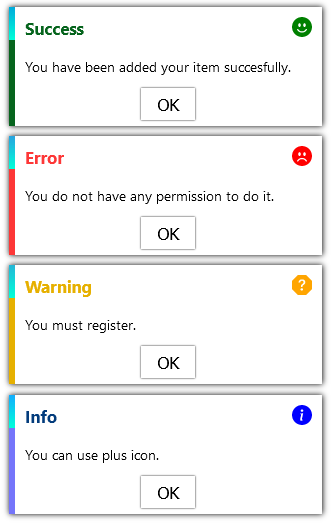 Success
You have been added your item succesfully.
OK
Error
You do not have any permission to do it.
OK
Warning
?
You must register.
OK
Info
i
You can use plus icon.
OK